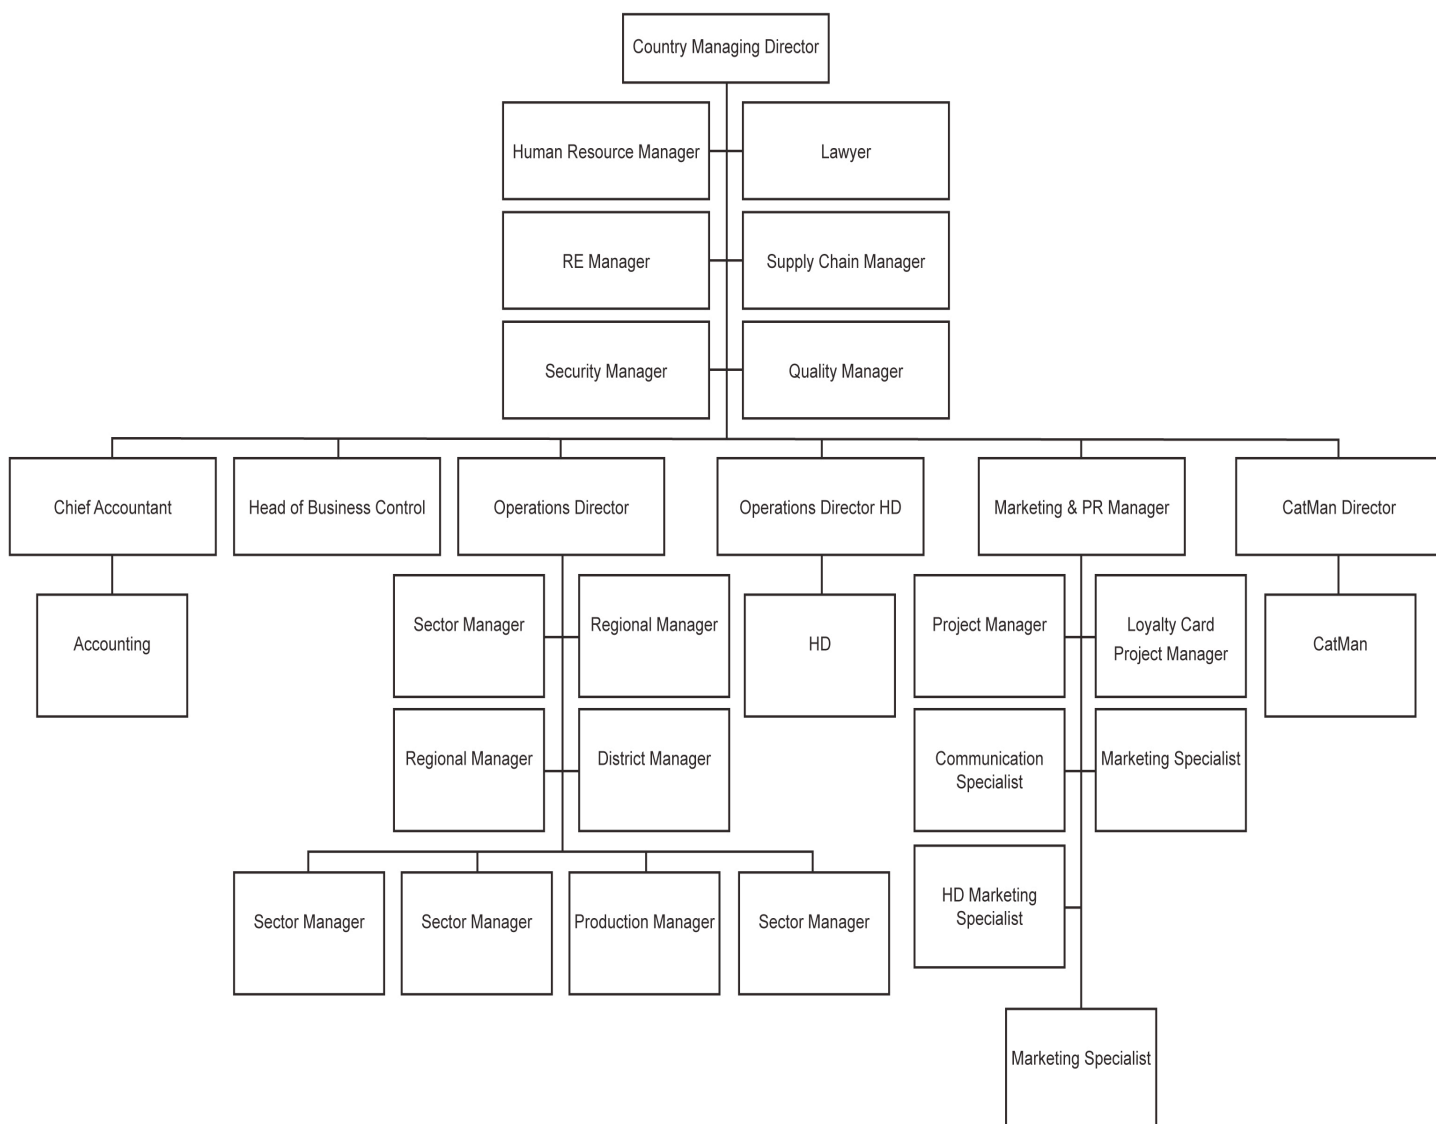 Country Managing Director
Human Resource Manager
Lawyer
RE Manager
Supply Chain Manager
Security Manager
Quality Manager
Chief Accountant
Head of Business Control
Operations Director
Operations Director HD
Marketing & PR Manager
CatMan Director
Accounting
Sector Manager
Regional Manager
HD
Project Manager
Loyalty Card
Project Manager
CatMan
Regional Manager
District Manager
Communication
Specialist
Marketing Specialist
Sector Manager
Sector Manager
Production Manager
Sector Manager
HD Marketing
Specialist
Marketing Specialist